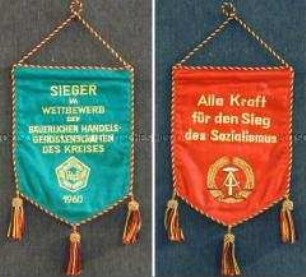 SIEGER
IM
WETTBEWERB
DER
BÄUERLICHEN HANDELS-
GENOSSENSCHAFTEN
DES KREISES
1960
Alle Kraft
für den Sieg
des Sozialismus